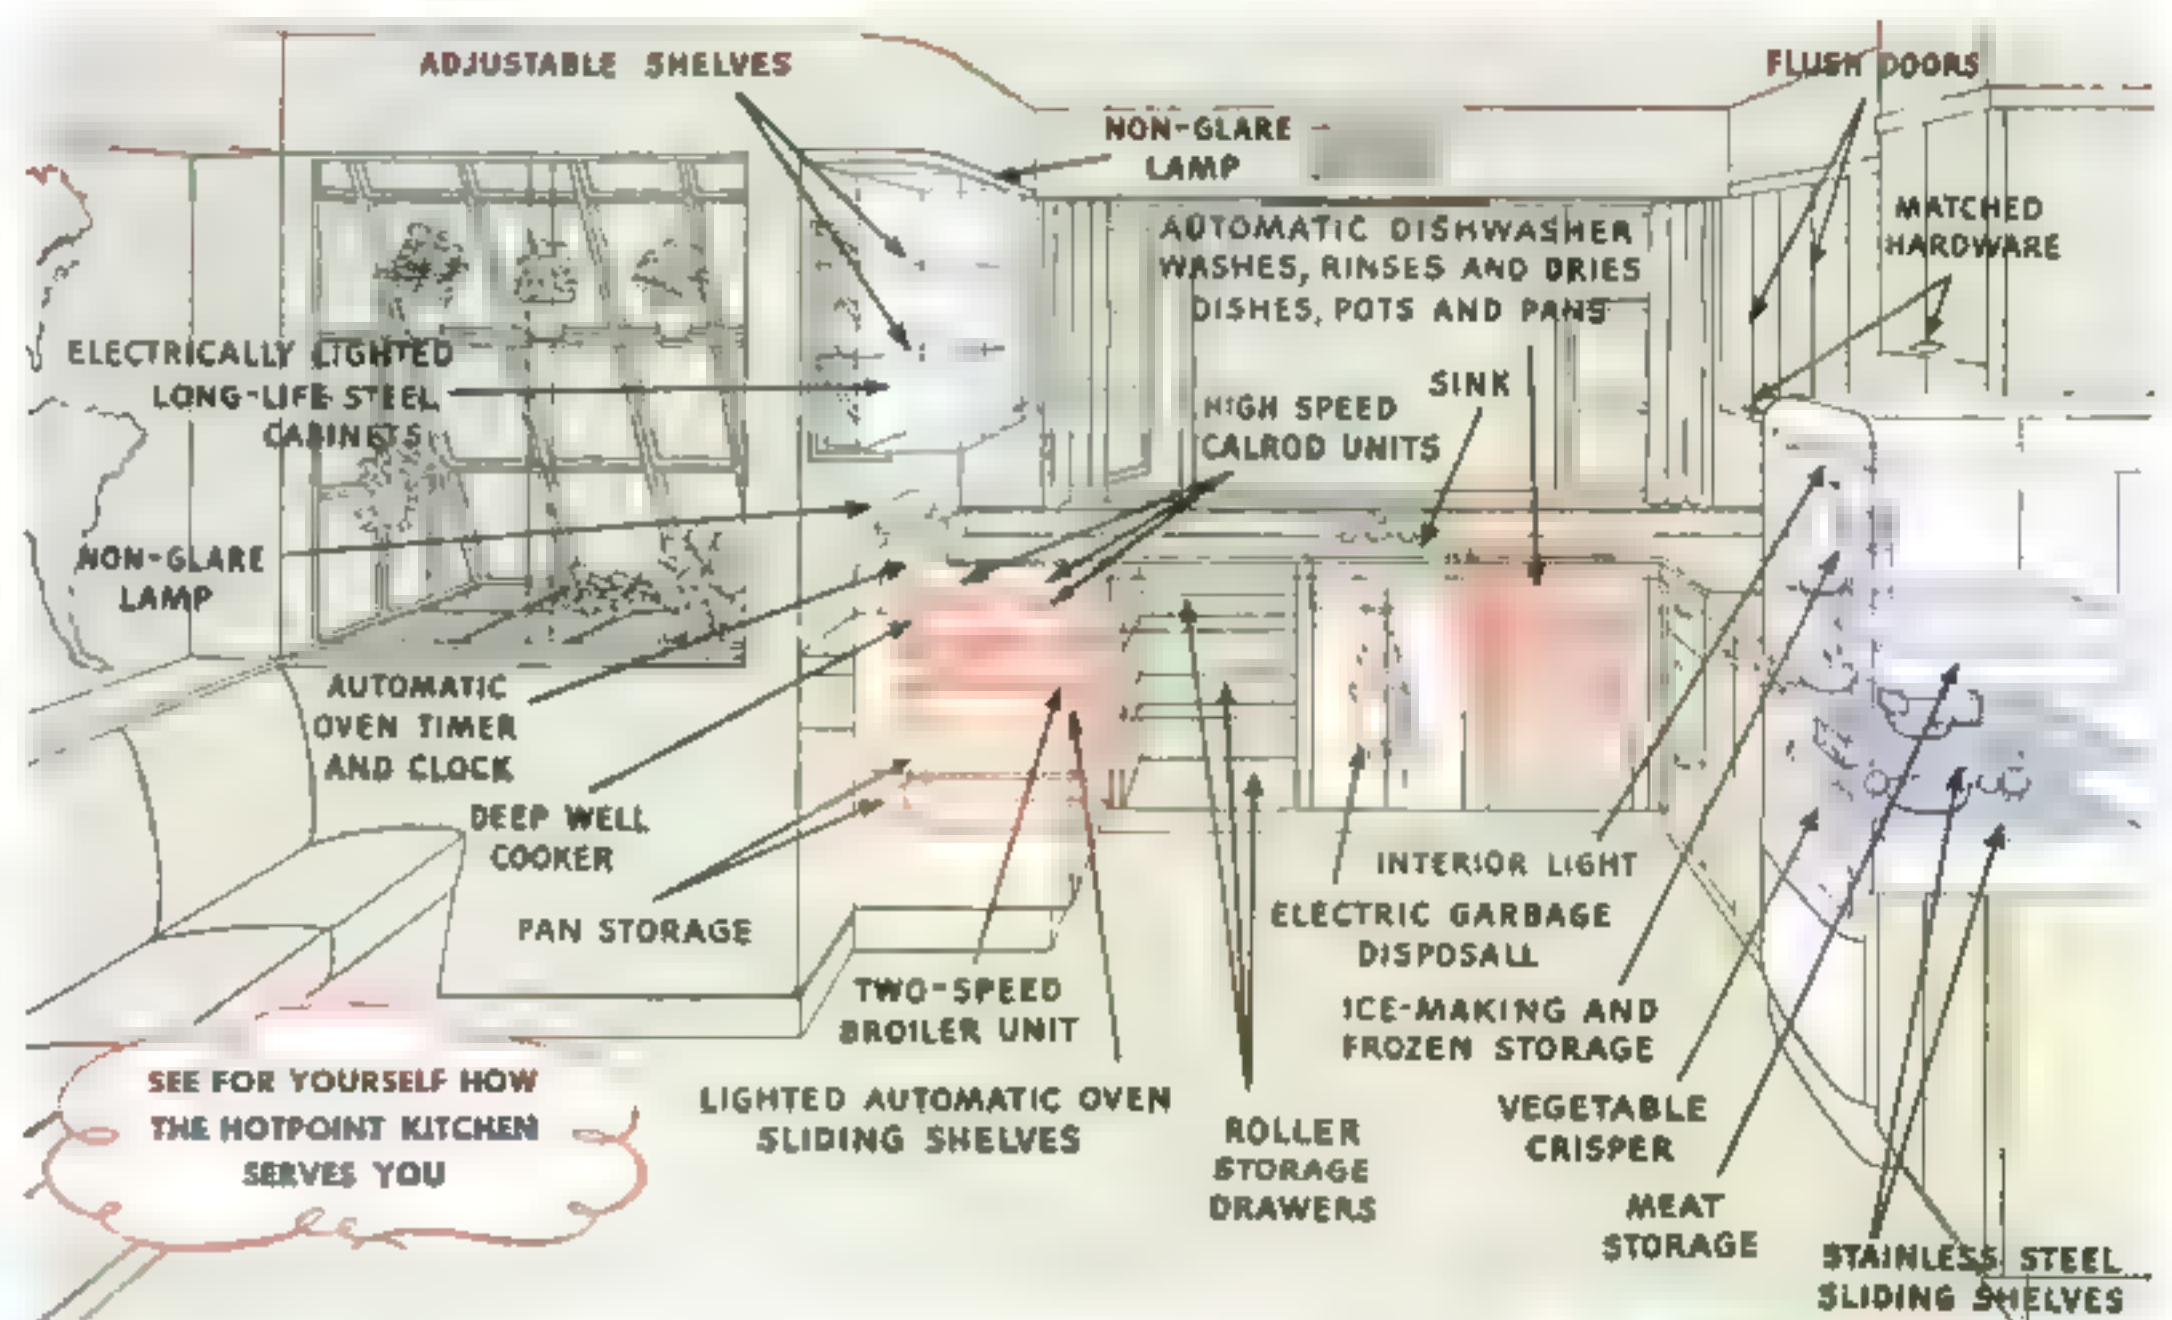 ADJUSTABLE SHELVES
FLUSH DOORS
NON-GLARE
LAMP
MATCHED
HARDWARE
AUTOMATIC DISHWASHER
WASHES, RINSES AND DRIES
DISHES, POTS AND PANS
ELECTRICALLY LIGHTED
LONG-LIFE STEEL
CABINETS
SINK
HIGH SPEED
CALROD UNITS
NON-GLARE
LAMP
AUTOMATIC
OVEN TIMER
AND CLOCK
DEEP WELL
COOKER
PAN STORAGE
INTERIOR LIGHT
ELECTRIC GARBAGE
DISPOSALL
TWO-SPEED
BROILER UNIT
ICE-MAKING AND
FROZEN STORAGE
SEE FOR YOURSELF HOW
THE HOTPOINT KITCHEN
SERVES YOU
LIGHTED AUTOMATIC OVEN
SLIDING SHELVES
ROLLER
STORAGE
DRAWERS
VEGETABLE
CRISPER
MEAT
STORAGE
STAINLESS STEEL
SLIDING SHELVES